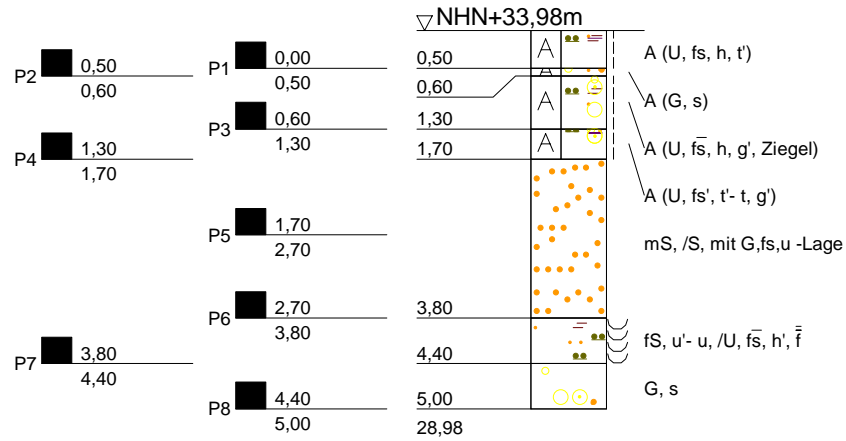 NHN+33,98m
P2 0,50
0,60
P1 0,00
0,50
0,50
A
A (U, fs, h, t')
0,60
A
A (G, s)
P3 0,60
1,30
1,30
A
A (U, fs̅, h, g', Ziegel)
P4 1,30
1,70
1,70
A
A (U, fs', t'- t, g')
P5 1,70
2,70
mS, /S, mit G,fs,u -Lage
P6 2,70
3,80
3,80
P7 3,80
4,40
4,40
fS, u'- u, /U, fs̅, h', f̿
P8 4,40
5,00
5,00
G, s
28,98